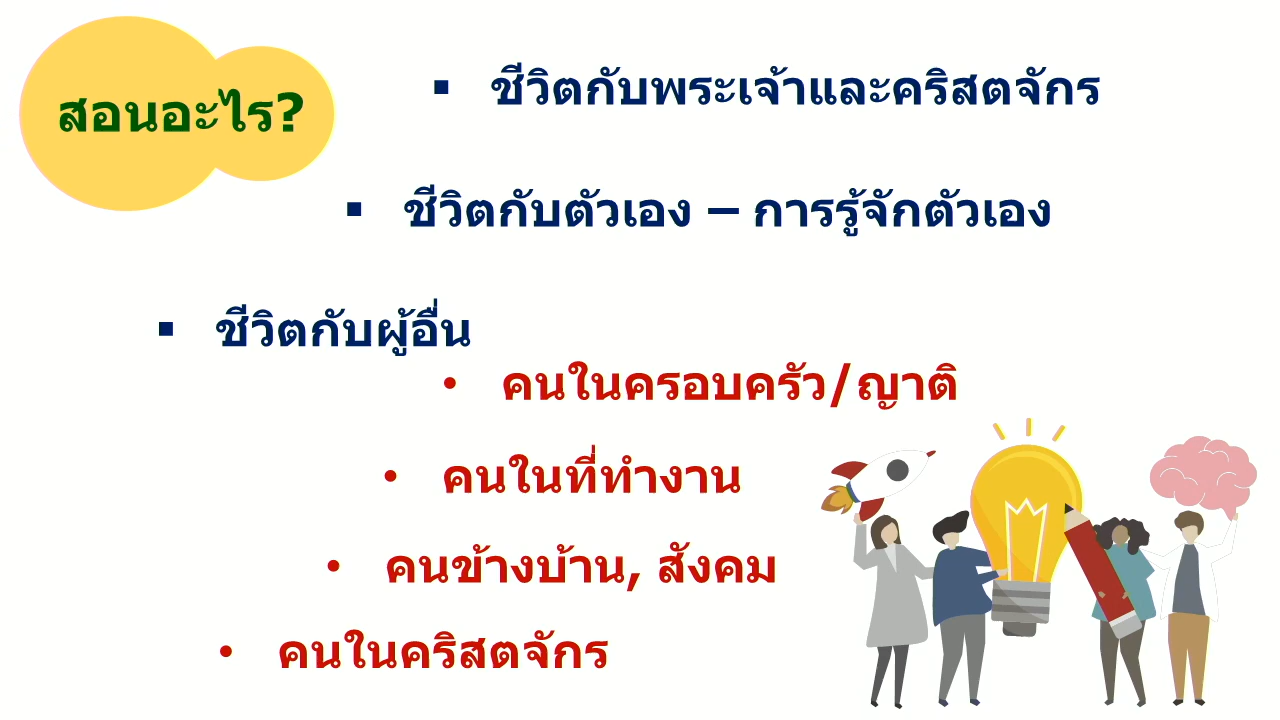 สอนอะไร?
▪ ชีวิตกับพระเจ้าและคริสตจักร
▪ ชีวิตกับตัวเอง – การรู้จักตัวเอง
▪ ชีวิตกับผู้อื่น
• คนในครอบครัว/ญาติ
• คนในที่ทำงาน
• คนข้างบ้าน, สังคม
• คนในคริสตจักร